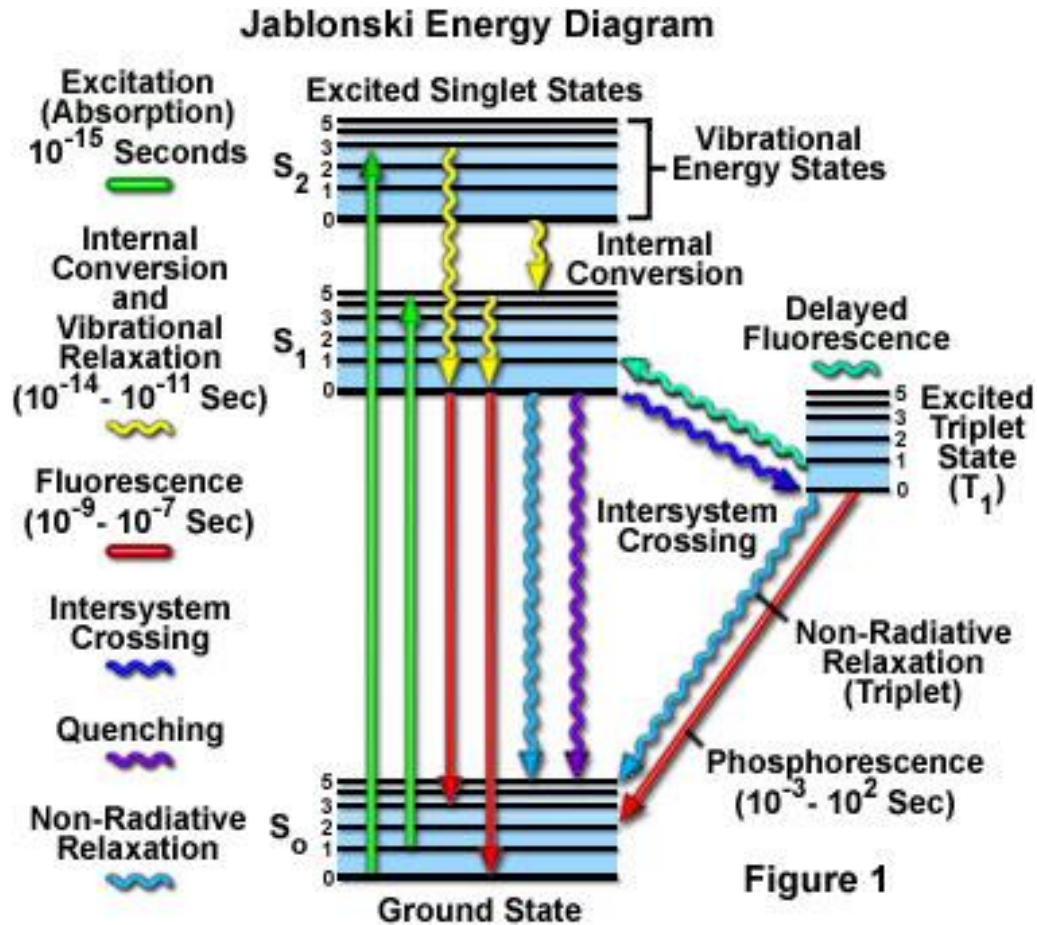 Jablonski Energy Diagram
Excitation
(Absorption)
10⁻¹⁵ Seconds
Internal
Conversion
and
Vibrational
Relaxation
(10⁻¹⁴ - 10⁻¹¹ Sec)
Fluorescence
(10⁻⁹ - 10⁻⁷ Sec)
Intersystem
Crossing
Quenching
Non-Radiative
Relaxation
Excited Singlet States
S₂
5
3
2
1
0
Vibrational
Energy States
Internal
Conversion
S₁
5
3
2
1
0
Delayed
Fluorescence
5
3
2
1
0
Excited
Triplet
State
(T₁)
Intersystem
Crossing
Non-Radiative
Relaxation
(Triplet)
Phosphorescence
(10⁻³ - 10² Sec)
S₀
5
3
2
1
0
Ground State
Figure 1